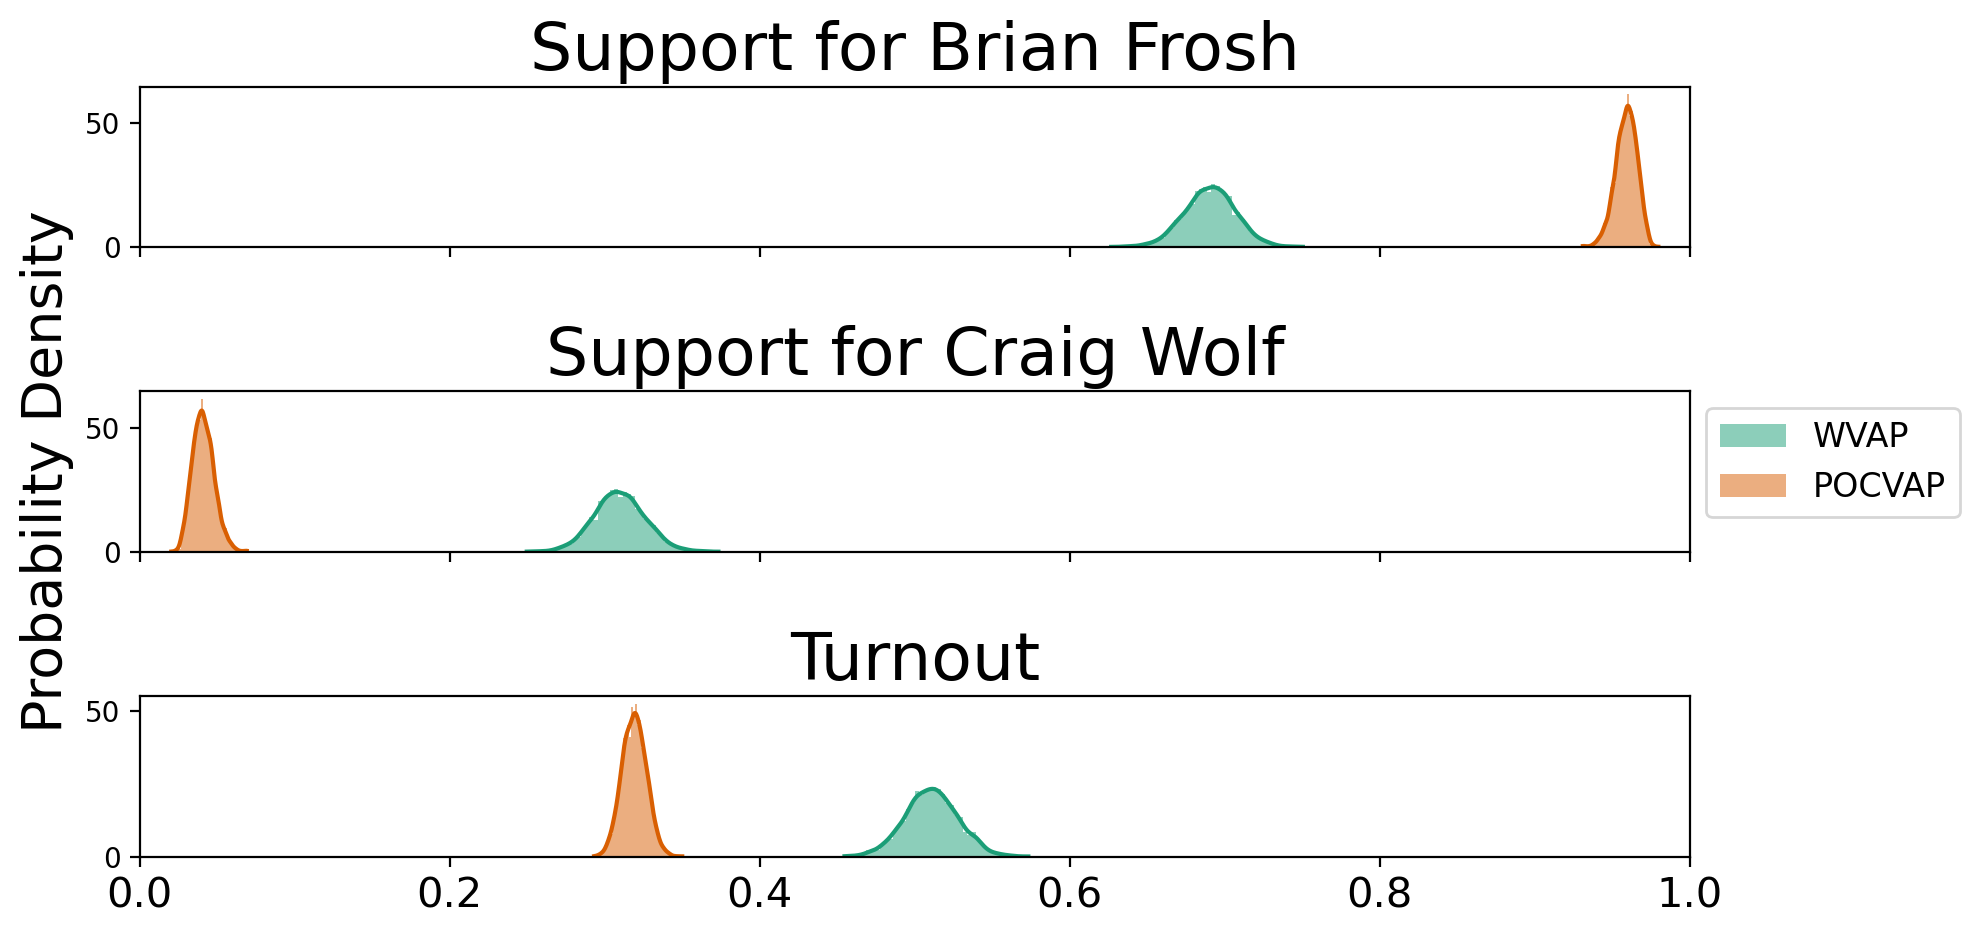 Support for Brian Frosh
50
0
Support for Craig Wolf
50
0
WVAP
POCVAP
Turnout
50
0
0.0 0.2 0.4 0.6 0.8 1.0
Probability Density